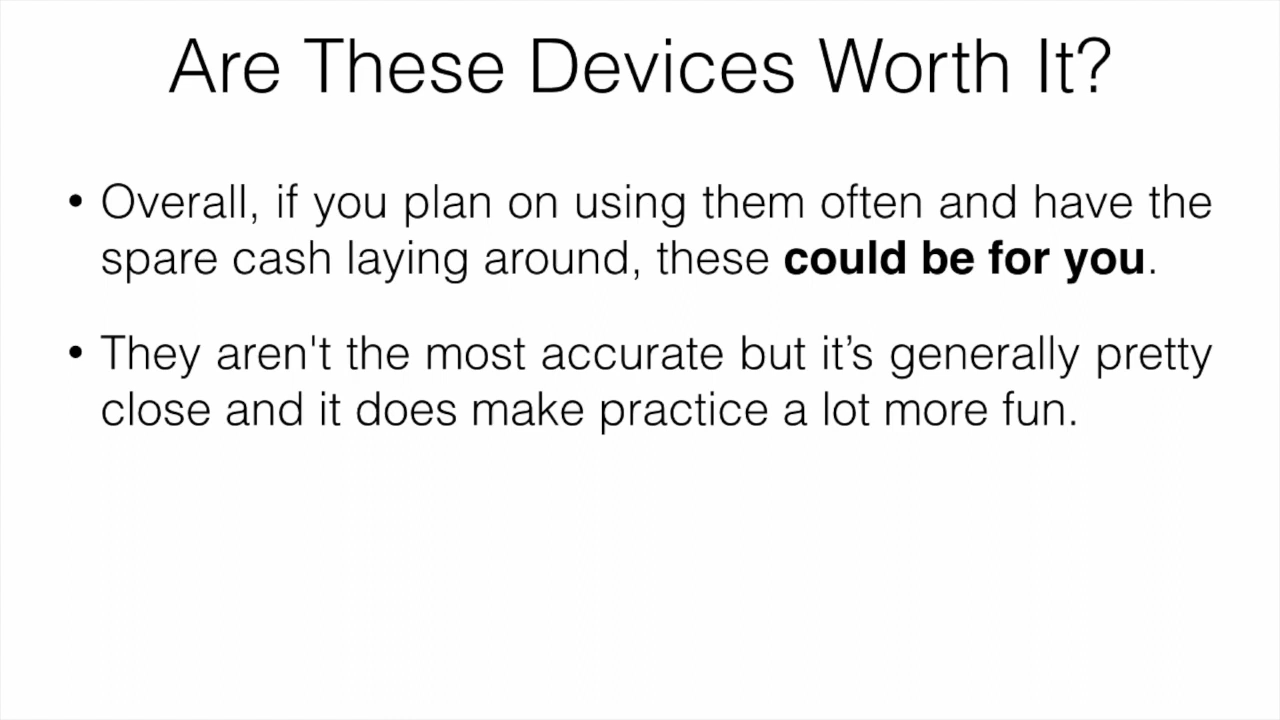 Are These Devices Worth It?
• Overall, if you plan on using them often and have the
spare cash laying around, these could be for you.
• They aren't the most accurate but it’s generally pretty
close and it does make practice a lot more fun.